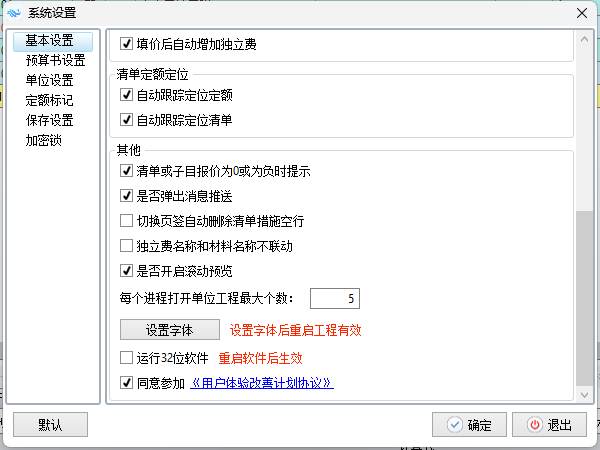 系统设置
基本设置
预算书设置
单位设置
定额标记
保存设置
加密锁
填价后自动增加独立费
清单定额定位
自动跟踪定位定额
自动跟踪定位清单
其他
清单或子目报价为0或为负时提示
是否弹出消息推送
切换页签自动删除清单措施空行
独立费名称和材料名称不联动
是否开启滚动预览
每个进程打开单位工程最大个数： 5
设置字体 设置字体后重启工程有效
运行32位软件 重启软件后生效
同意参加 《用户体验改善计划协议》
默认 确定 退出